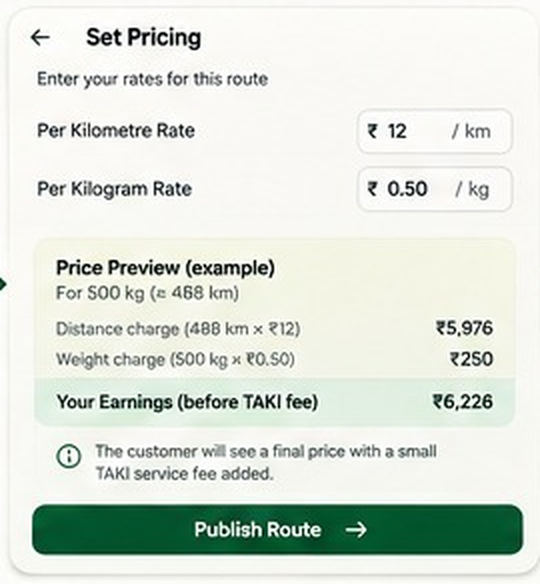 ← Set Pricing
Enter your rates for this route
Per Kilometre Rate ₹ 12 / km
Per Kilogram Rate ₹ 0.50 / kg
Price Preview (example)
For 500 kg (≈ 468 km)
Distance charge (488 km × ₹12) ₹5,976
Weight charge (500 kg × ₹0.50) ₹250
Your Earnings (before TAKI fee) ₹6,226
The customer will see a final price with a small
TAKI service fee added.
Publish Route →